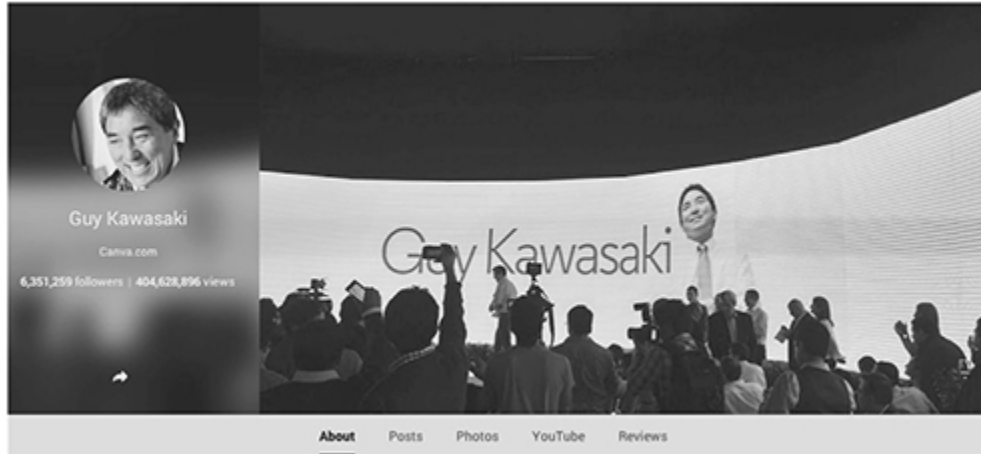 Guy Kawasaki
Canva.com
6,351,259 followers | 404,628,896 views
Guy Kawasaki
About Posts Photos YouTube Reviews